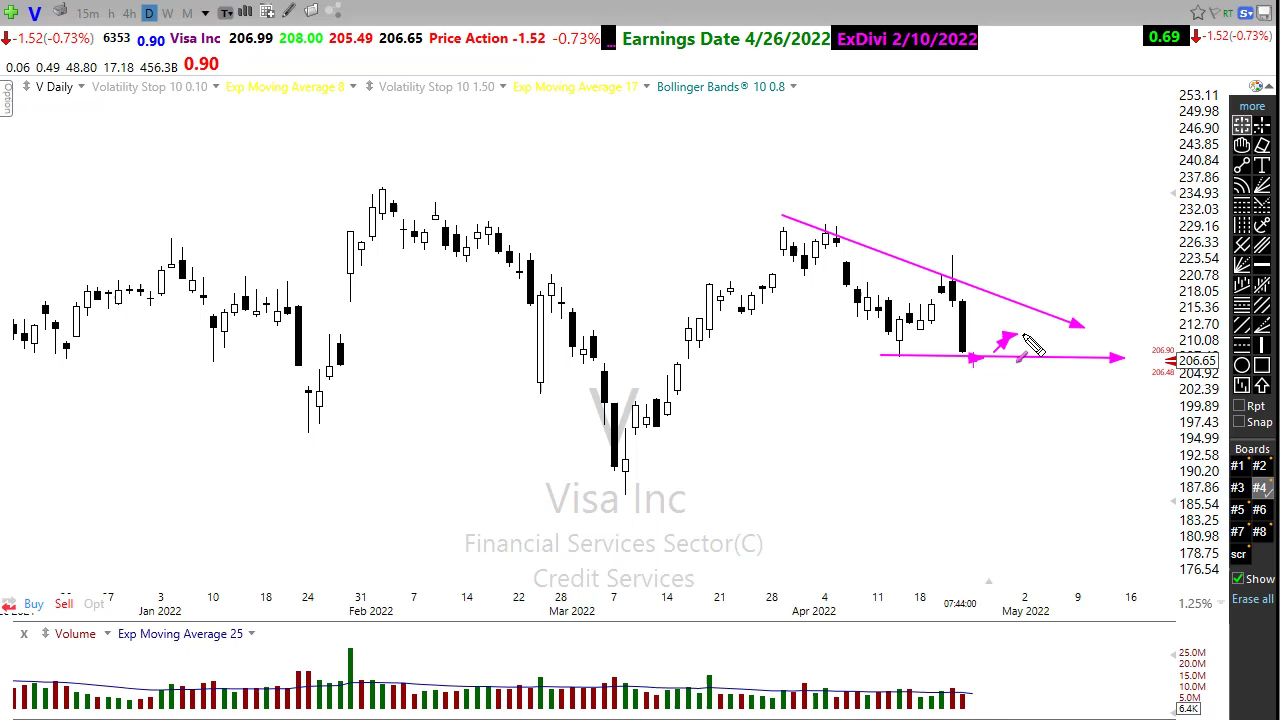 V 15m h 4h D W M T RT S
-1.52(-0.73%) 6353 0.90 Visa Inc 206.99 208.00 205.49 206.65 Price Action -1.52 -0.73% ... Earnings Date 4/26/2022 ExDivi 2/10/2022 0.69 -1.52(-0.73%)
0.06 0.49 48.80 17.18 456.3B 0.90
Option
V Daily Volatility Stop 10 0.10 Exp Moving Average 8 Volatility Stop 10 1.50 Exp Moving Average 17 Bollinger Bands® 10 0.8
253.11
249.98
246.90
243.85
240.84
237.86
234.93
232.03
229.16
226.33
223.54
220.78
218.05
215.36
212.70
210.08
206.90
206.65
206.48
204.92
202.39
199.89
197.43
194.99
192.58
190.20
187.86
185.54
183.25
180.98
178.75
176.54
more
Rpt
Snap
Boards
#1 #2
#3 #4
#5 #6
#7 #8
scr
Show
Erase all
V
Visa Inc
Financial Services Sector(C)
Credit Services
Buy Sell Opt
27 3 10 18 24 31 7 14 22 28 7 14 21 28 4 11 18 07:44:00 2 9 16
Jan 2022 Feb 2022 Mar 2022 Apr 2022 May 2022
1.25%
X Volume Exp Moving Average 25
25.0M
20.0M
15.0M
10.0M
5.0M
6.4K